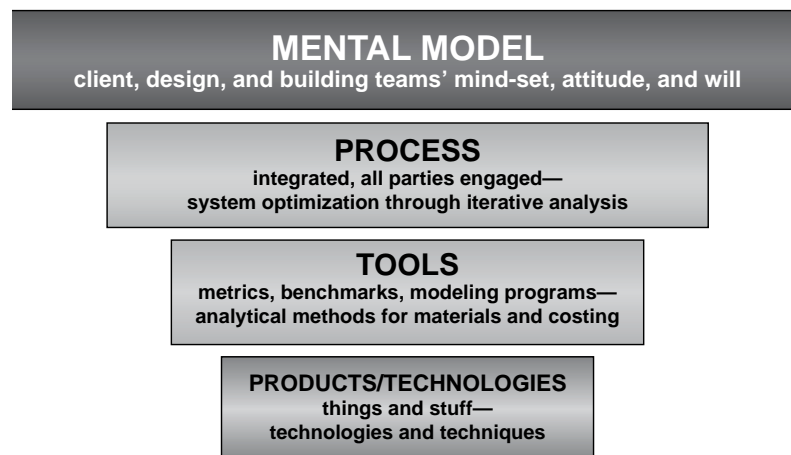 MENTAL MODEL
client, design, and building teams’ mind-set, attitude, and will
PROCESS
integrated, all parties engaged—
system optimization through iterative analysis
TOOLS
metrics, benchmarks, modeling programs—
analytical methods for materials and costing
PRODUCTS/TECHNOLOGIES
things and stuff—
technologies and techniques